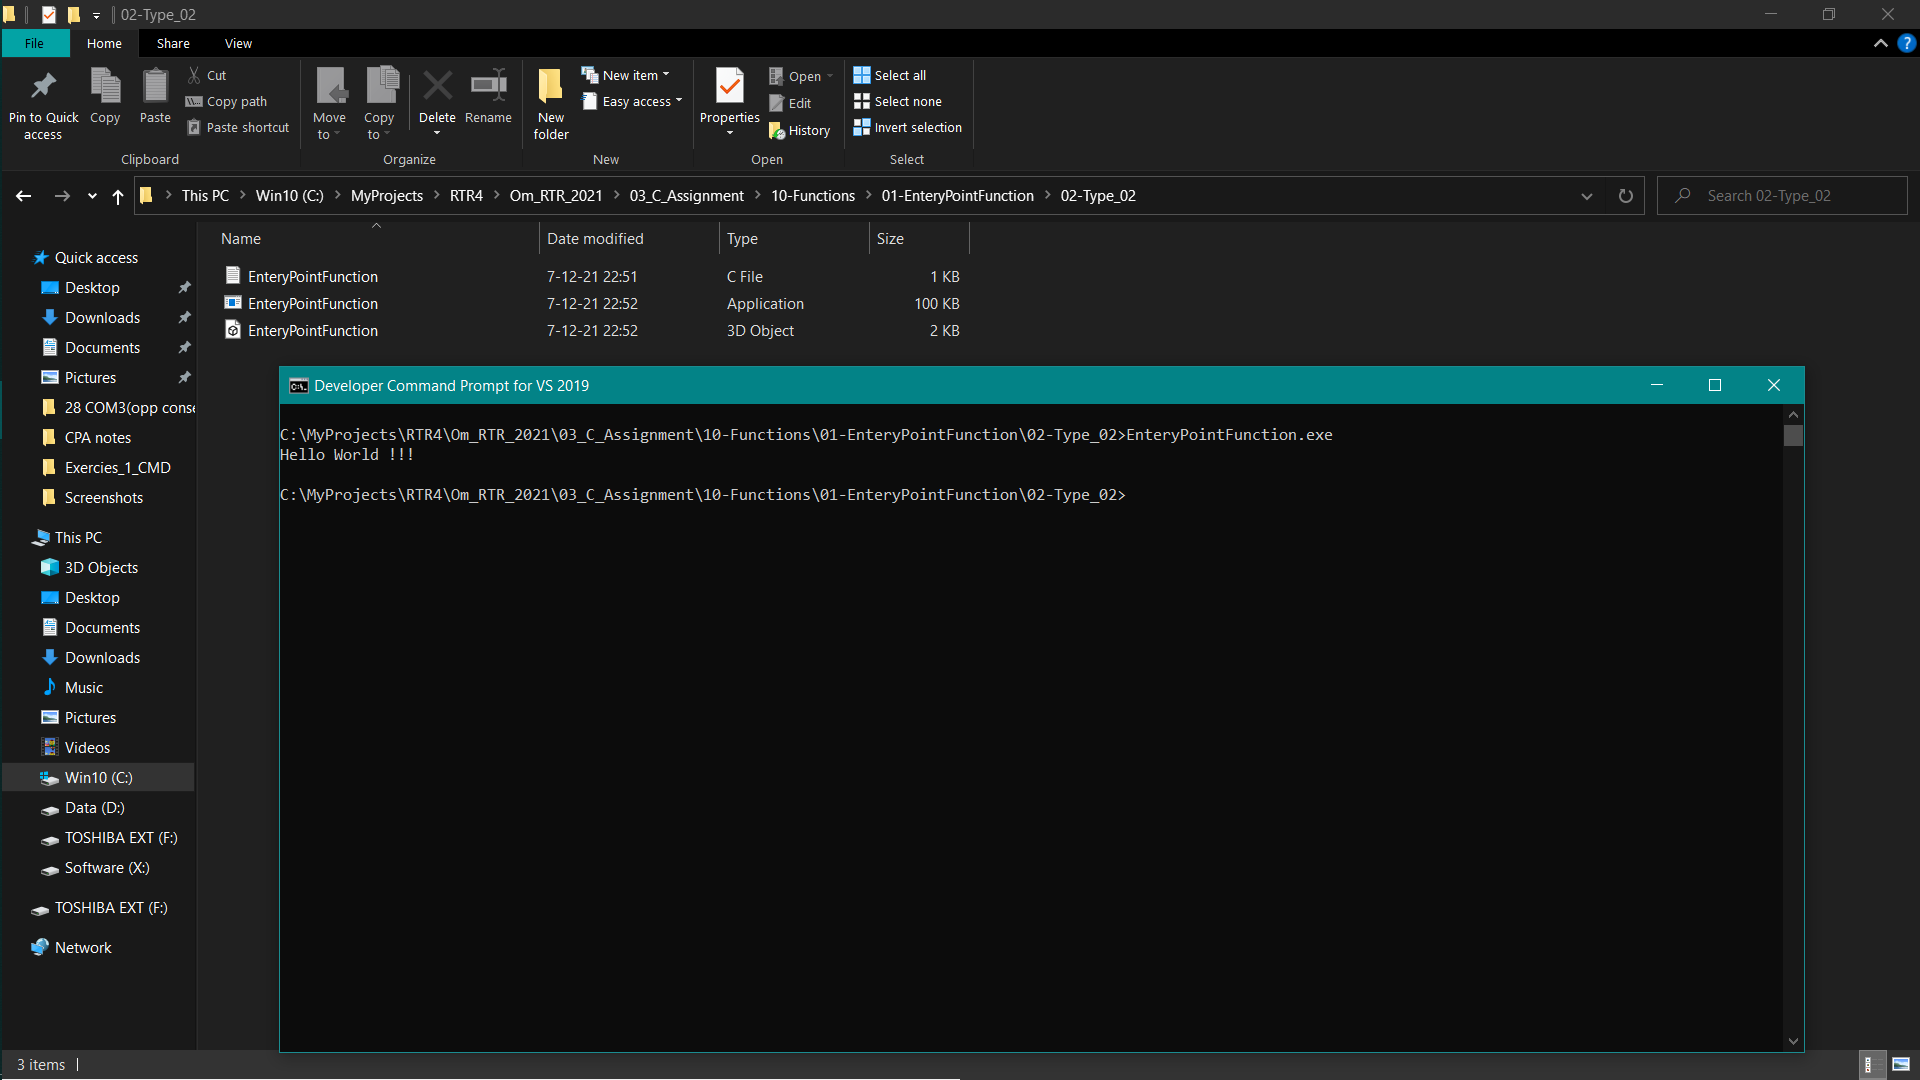 02-Type_02
File Home Share View
Pin to Quick access
Copy
Paste
Cut
Copy path
Paste shortcut
Clipboard
Move to
Copy to
Delete
Rename
Organize
New folder
New item
Easy access
New
Properties
Open
Edit
History
Open
Select all
Select none
Invert selection
Select
This PC > Win10 (C:) > MyProjects > RTR4 > Om_RTR_2021 > 03_C_Assignment > 10-Functions > 01-EnteryPointFunction > 02-Type_02
Search 02-Type_02
Name Date modified Type Size
EnteryPointFunction 7-12-21 22:51 C File 1 KB
EnteryPointFunction 7-12-21 22:52 Application 100 KB
EnteryPointFunction 7-12-21 22:52 3D Object 2 KB
Quick access
Desktop
Downloads
Documents
Pictures
28 COM3(opp conse
CPA notes
Exercies_1_CMD
Screenshots
This PC
3D Objects
Desktop
Documents
Downloads
Music
Pictures
Videos
Win10 (C:)
Data (D:)
TOSHIBA EXT (F:)
Software (X:)
TOSHIBA EXT (F:)
Network
Developer Command Prompt for VS 2019
C:\MyProjects\RTR4\Om_RTR_2021\03_C_Assignment\10-Functions\01-EnteryPointFunction\02-Type_02>EnteryPointFunction.exe
Hello World !!!
C:\MyProjects\RTR4\Om_RTR_2021\03_C_Assignment\10-Functions\01-EnteryPointFunction\02-Type_02>
3 items